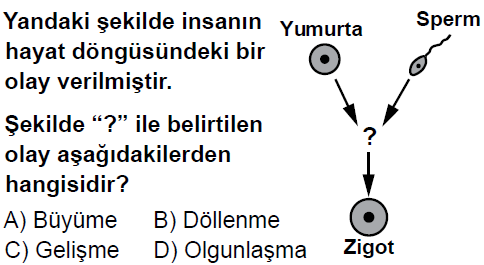 Yandaki şekilde insanın
hayat döngüsündeki bir
olay verilmiştir.
Şekilde “?” ile belirtilen
olay aşağıdakilerden
hangisidir?
A) Büyüme B) Döllenme
C) Gelişme D) Olgunlaşma
Yumurta Sperm
?
Zigot